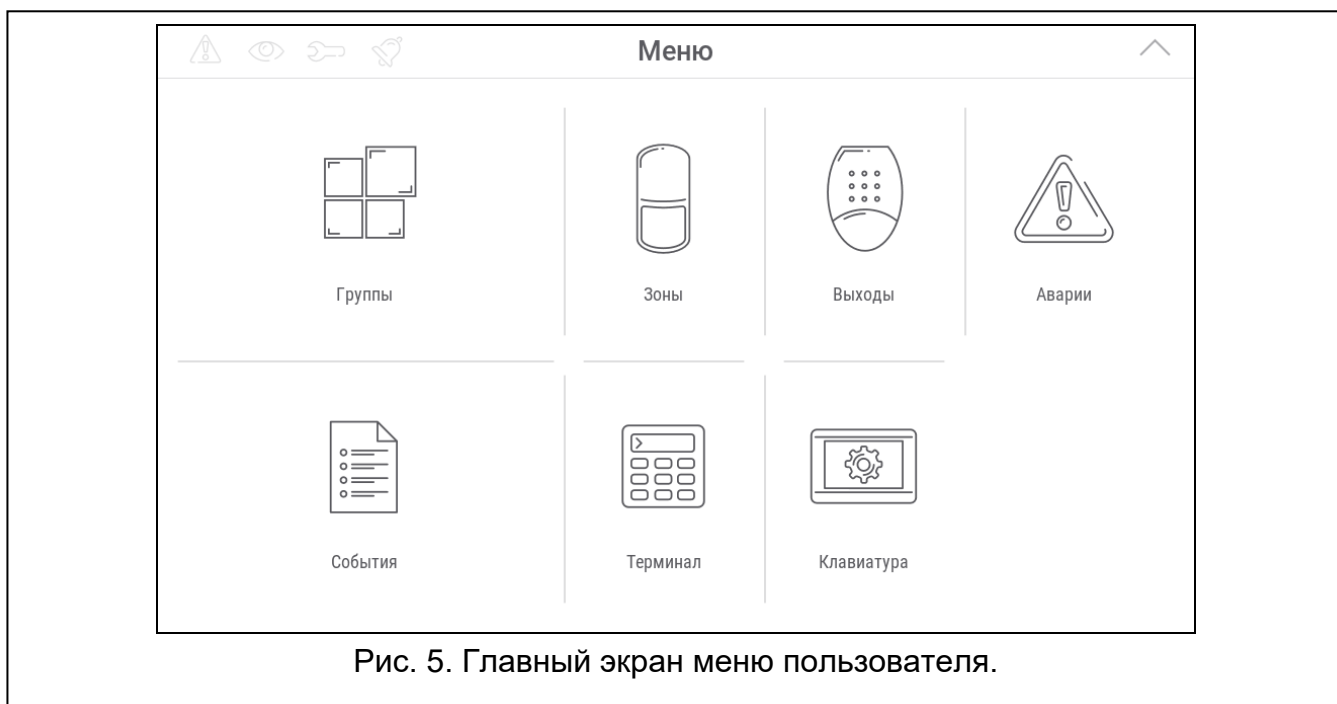 Меню
Группы
Зоны
Выходы
Аварии
События
Терминал
Клавиатура
Рис. 5. Главный экран меню пользователя.